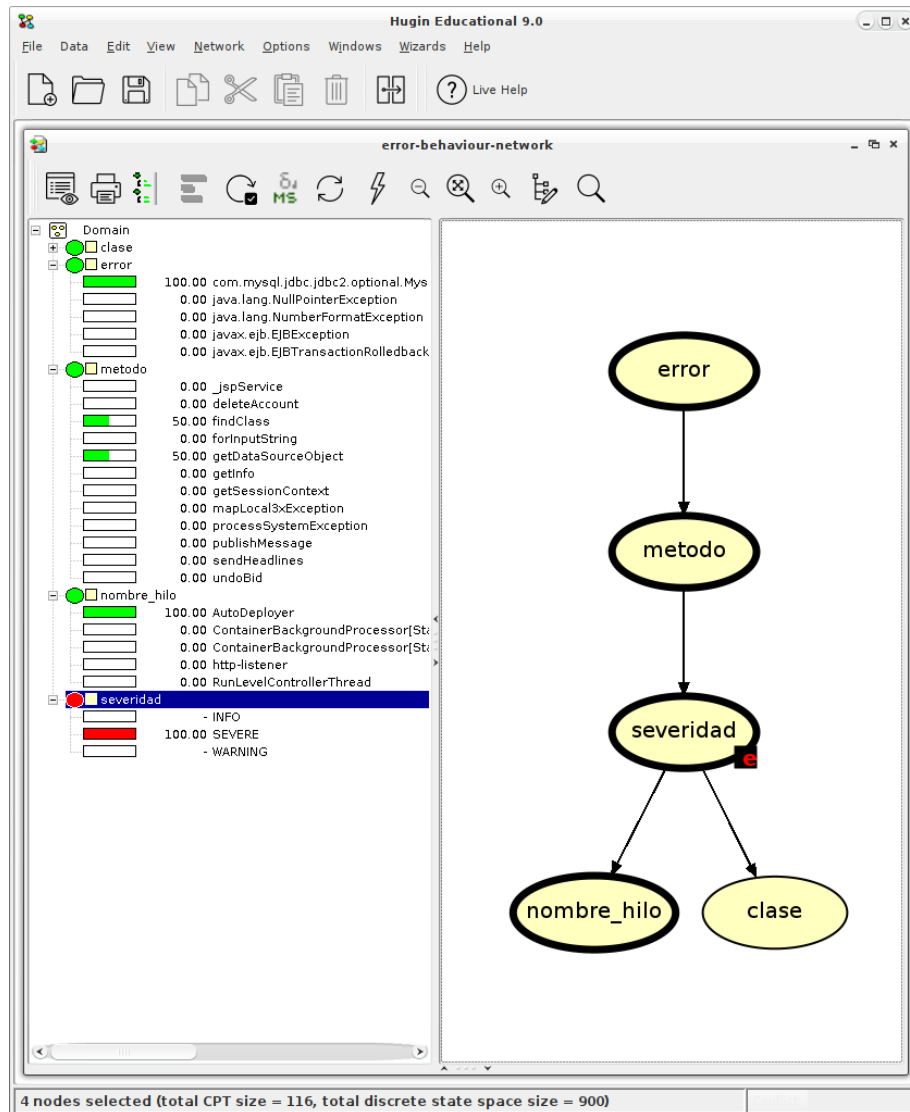 Hugin Educational 9.0
File Data Edit View Network Options Windows Wizards Help
? Live Help
error-behaviour-network
δ
MS
Domain
clase
error
100.00 com.mysql.jdbc.jdbc2.optional.Mys
0.00 java.lang.NullPointerException
0.00 java.lang.NumberFormatException
0.00 javax.ejb.EJBException
0.00 javax.ejb.EJBTransactionRolledback
metodo
0.00 _jspService
0.00 deleteAccount
50.00 findClass
0.00 forInputString
50.00 getDataSourceObject
0.00 getInfo
0.00 getSessionContext
0.00 mapLocal3xException
0.00 processSystemException
0.00 publishMessage
0.00 sendHeadlines
0.00 undoBid
nombre_hilo
100.00 AutoDeployer
0.00 ContainerBackgroundProcessor[Sta
0.00 ContainerBackgroundProcessor[Sta
0.00 http-listener
0.00 RunLevelControllerThread
severidad
- INFO
100.00 SEVERE
- WARNING
error
metodo
severidad
e
nombre_hilo
clase
4 nodes selected (total CPT size = 116, total discrete state space size = 900)